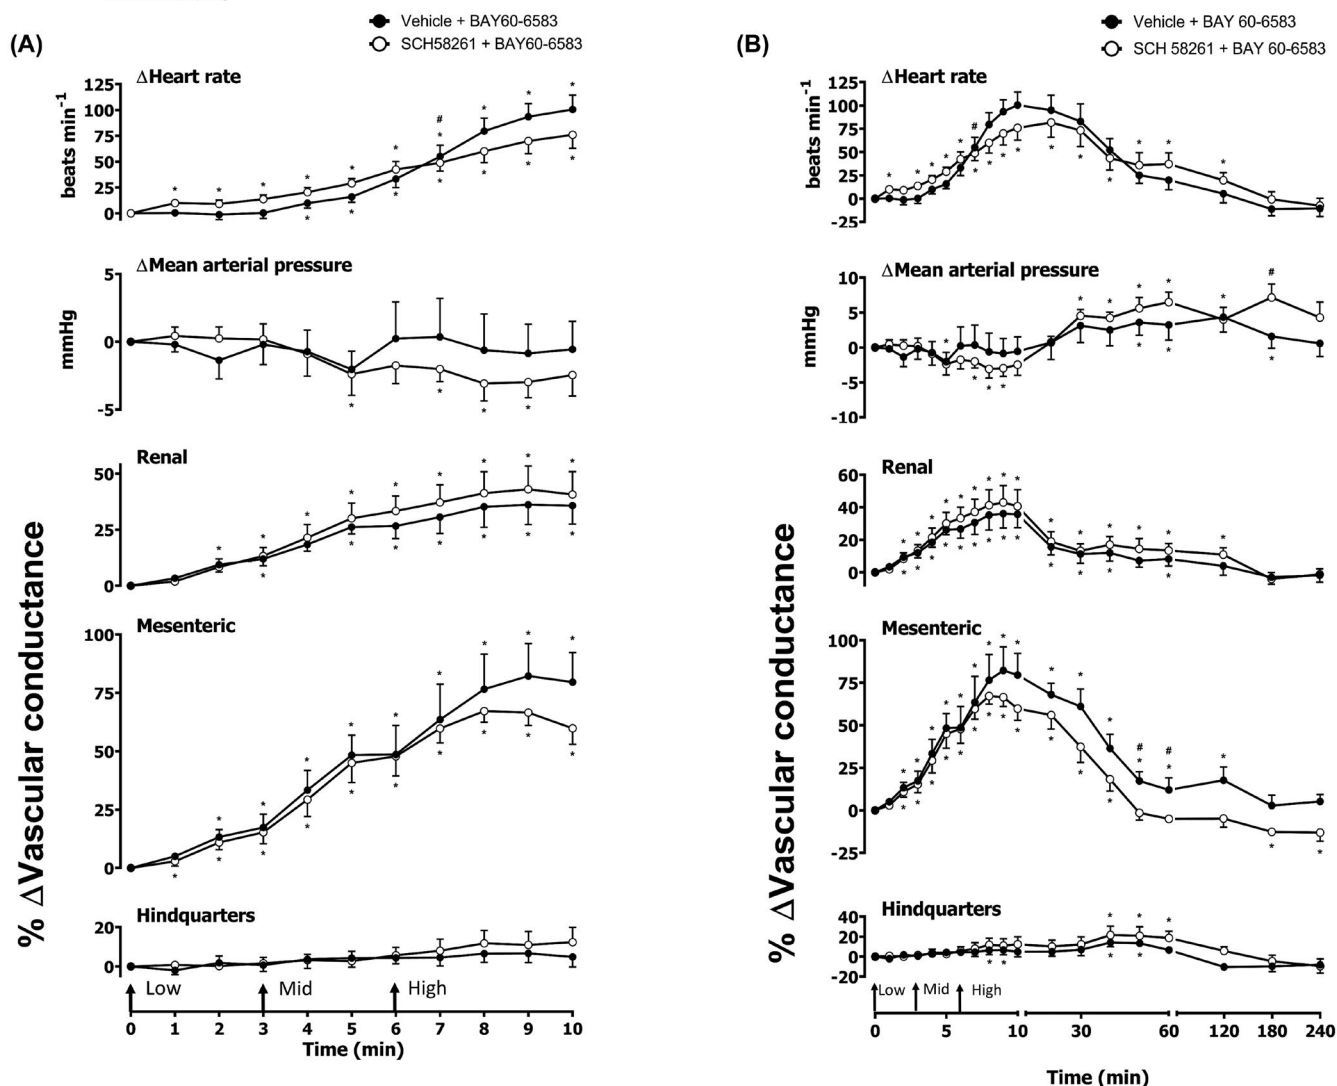 (A)
Vehicle + BAY60-6583
SCH58261 + BAY60-6583
ΔHeart rate
beats min-1
125
100
75
50
25
0
* * * * * * # * * * *
* * * * * * *
ΔMean arterial pressure
mmHg
5
0
-5
* * * *
% ΔVascular conductance
Renal
50
25
0
* * * * * * * * *
* * * * * * *
Mesenteric
100
75
50
25
0
* * * * * * * * *
* * * * * * * * * *
Hindquarters
20
0
Low Mid High
0 1 2 3 4 5 6 7 8 9 10
Time (min)
(B)
Vehicle + BAY 60-6583
SCH 58261 + BAY 60-6583
ΔHeart rate
beats min-1
125
100
75
50
25
0
-25
ΔMean arterial pressure
mmHg
10
5
0
-5
-10
#
% ΔVascular conductance
Renal
60
40
20
0
Mesenteric
100
75
50
25
0
-25
# #
Hindquarters
40
20
0
-20
Low Mid High
0 5 10 30 60 120 180 240
Time (min)